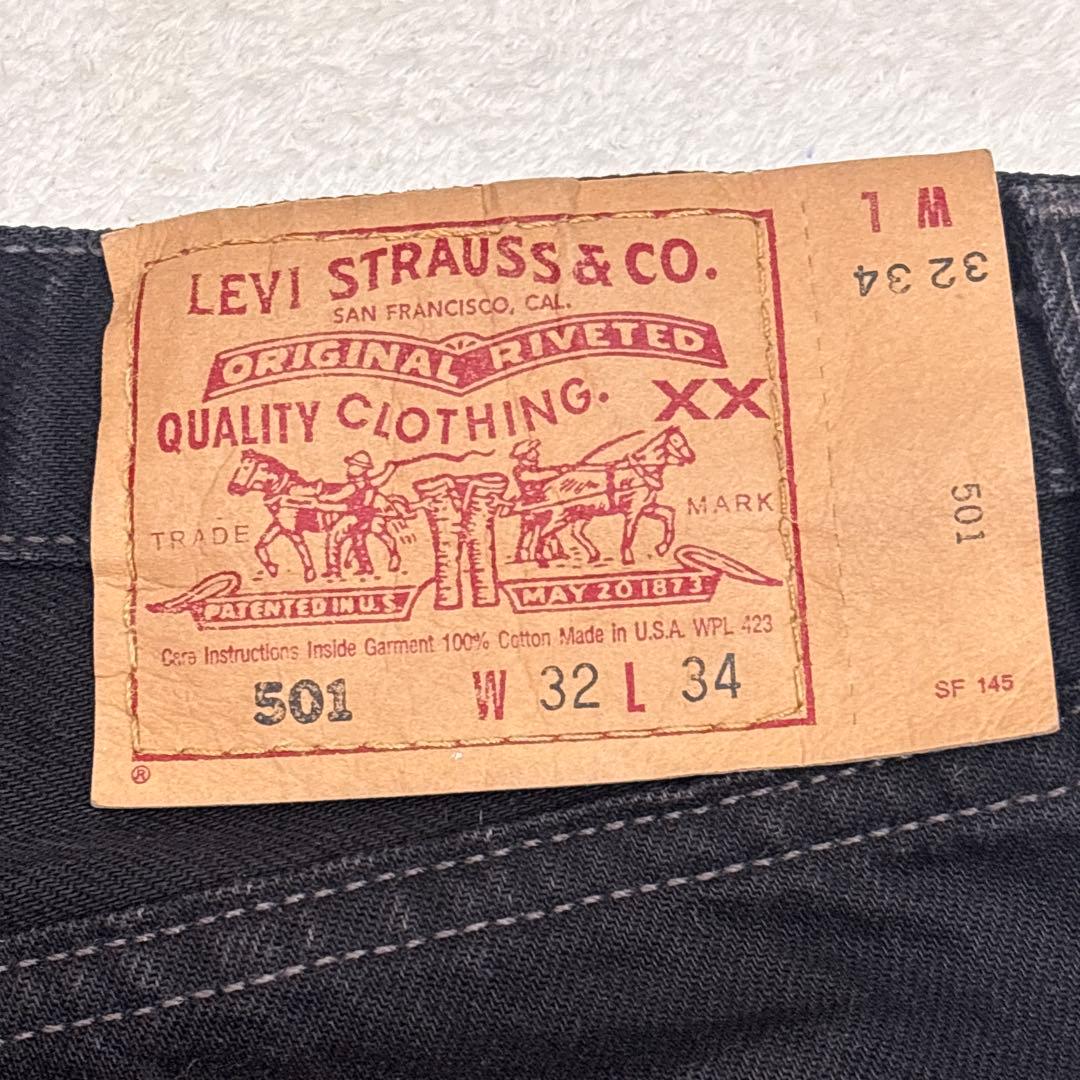 LEVI STRAUSS & CO.
SAN FRANCISCO, CAL.
ORIGINAL RIVETED
QUALITY CLOTHING. XX
TRADE MARK
PATENTED IN U.S. MAY 20 1873
Care Instructions Inside Garment 100% Cotton Made in U.S.A. WPL 423
501 W 32 L 34
®
W L
32 34
501
SF 145